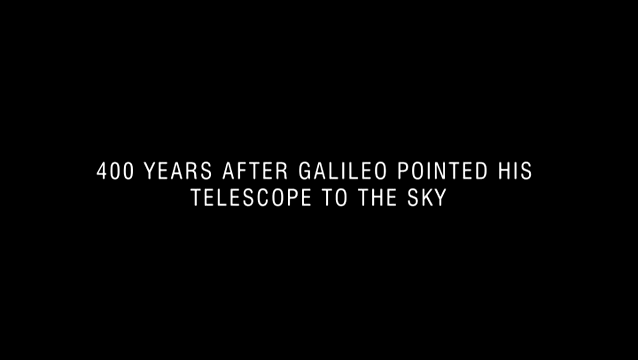 400 YEARS AFTER GALILEO POINTED HIS
TELESCOPE TO THE SKY